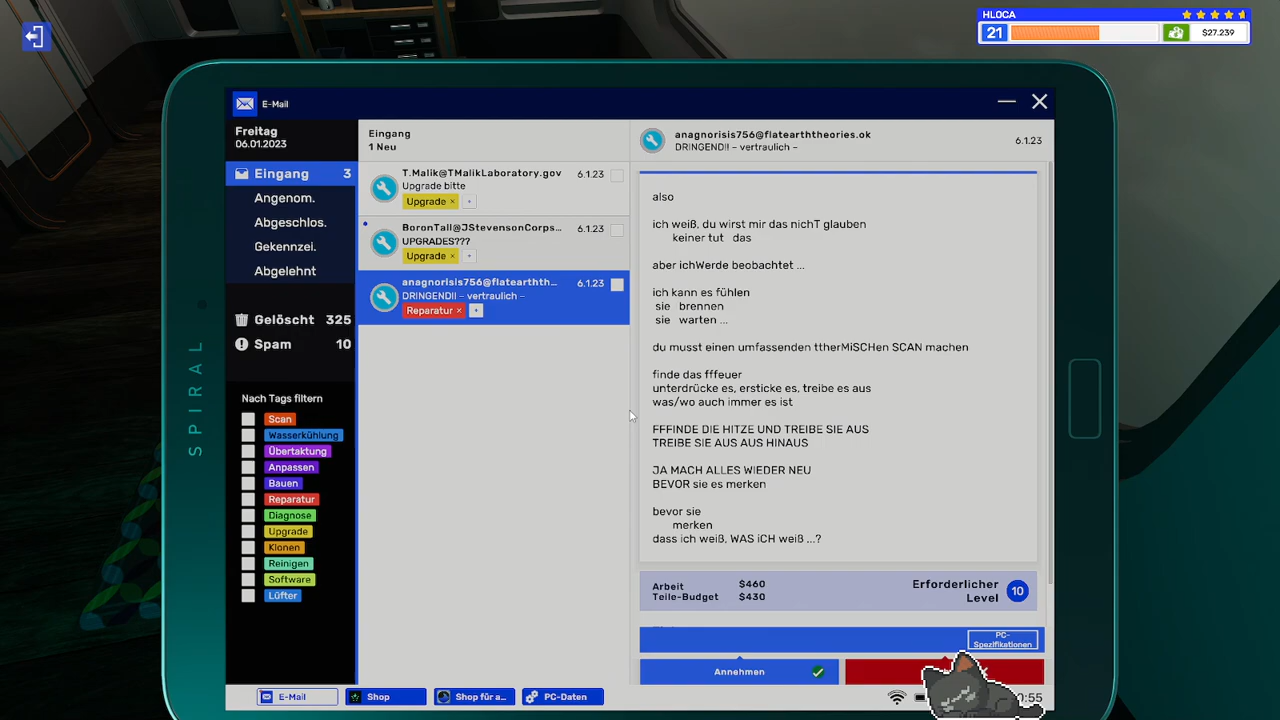 HLOCA
21
$27.239
E-Mail
Freitag
06.01.2023
Eingang 3
Angenom.
Abgeschlos.
Gekennzei.
Abgelehnt
Gelöscht 325
Spam 10
Nach Tags filtern
Scan
Wasserkühlung
Übertaktung
Anpassen
Bauen
Reparatur
Diagnose
Upgrade
Klonen
Reinigen
Software
Lüfter
Eingang
1 Neu
T.Malik@TMalikLaboratory.gov 6.1.23
Upgrade bitte
Upgrade × +
BoronTall@JStevensonCorps... 6.1.23
UPGRADES???
Upgrade × +
anagnorisis756@flatearthth... 6.1.23
DRINGEND!! – vertraulich –
Reparatur × +
anagnorisis756@flatearththeories.ok
DRINGEND!! – vertraulich –
6.1.23
also
ich weiß, du wirst mir das nichT glauben
keiner tut das
aber ichWerde beobachtet ...
ich kann es fühlen
sie brennen
sie warten ...
du musst einen umfassenden ttherMiSCHen SCAN machen
finde das fffeuer
unterdrücke es, ersticke es, treibe es aus
was/wo auch immer es ist
FFFINDE DIE HITZE UND TREIBE SIE AUS
TREIBE SIE AUS AUS HINAUS
JA MACH ALLES WIEDER NEU
BEVOR sie es merken
bevor sie
merken
dass ich weiß, WAS iCH weiß ...?
Arbeit $460
Teile-Budget $430
Erforderlicher
Level
10
PC-
Spezifikationen
Annehmen
SPIRAL
E-Mail
Shop
Shop für a...
PC-Daten
0:55